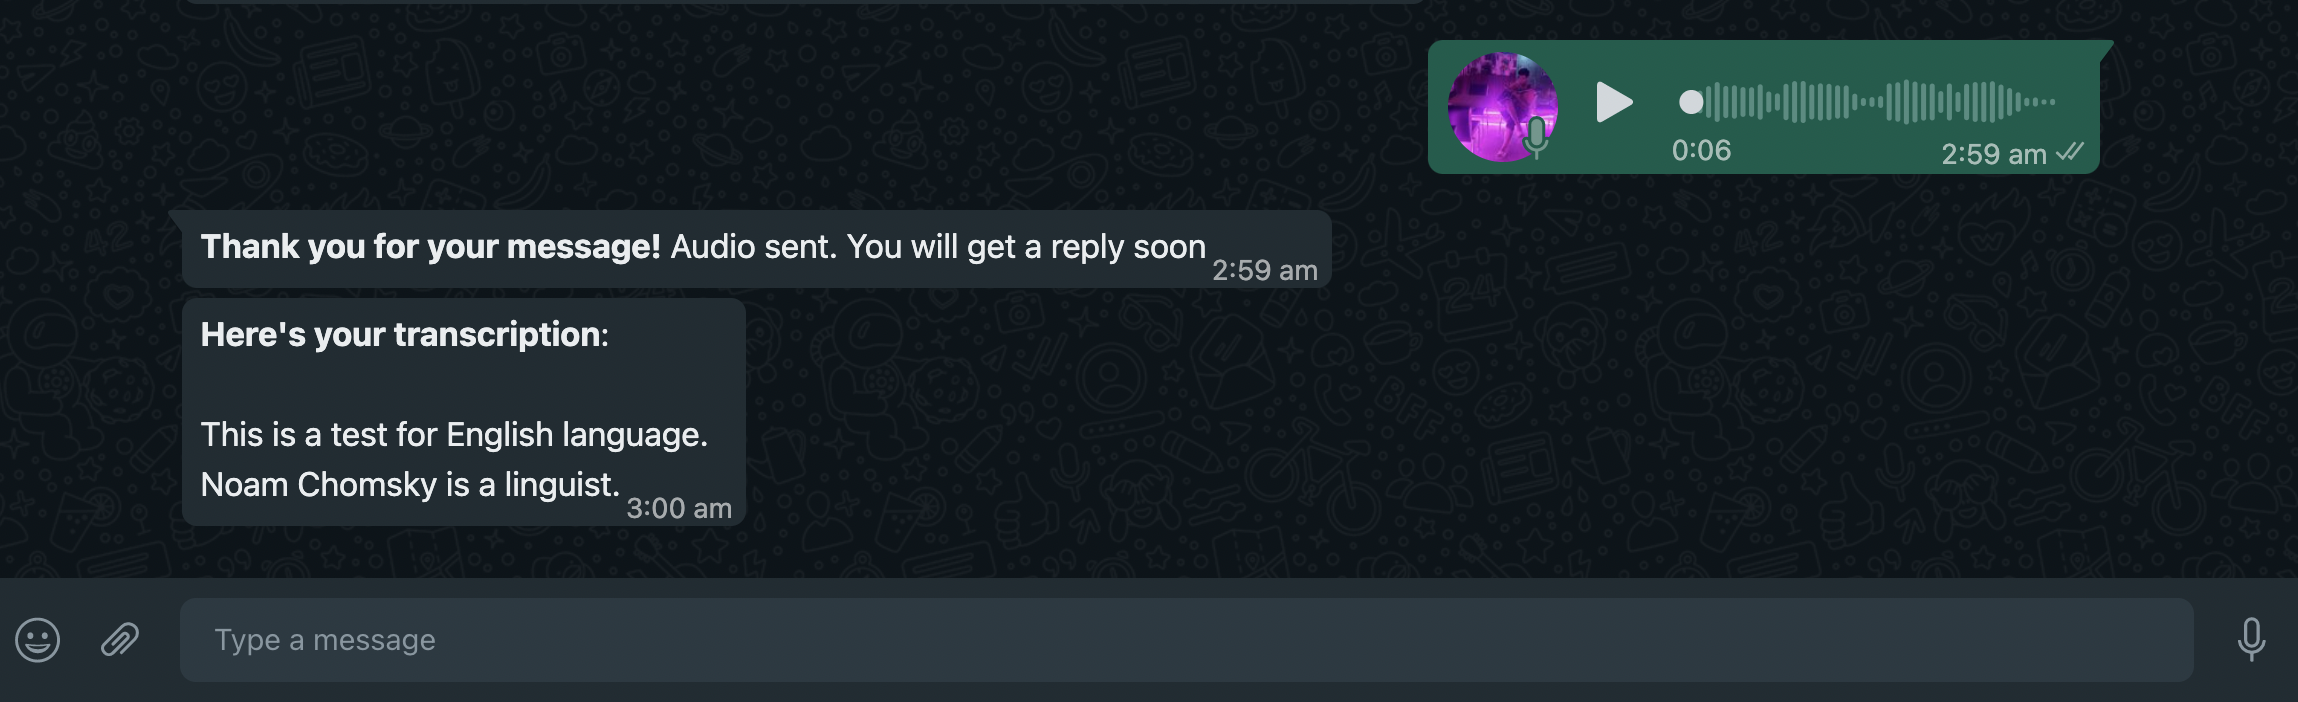 0:06
2:59 am
Thank you for your message! Audio sent. You will get a reply soon
2:59 am
Here's your transcription:
This is a test for English language.
Noam Chomsky is a linguist.
3:00 am
Type a message